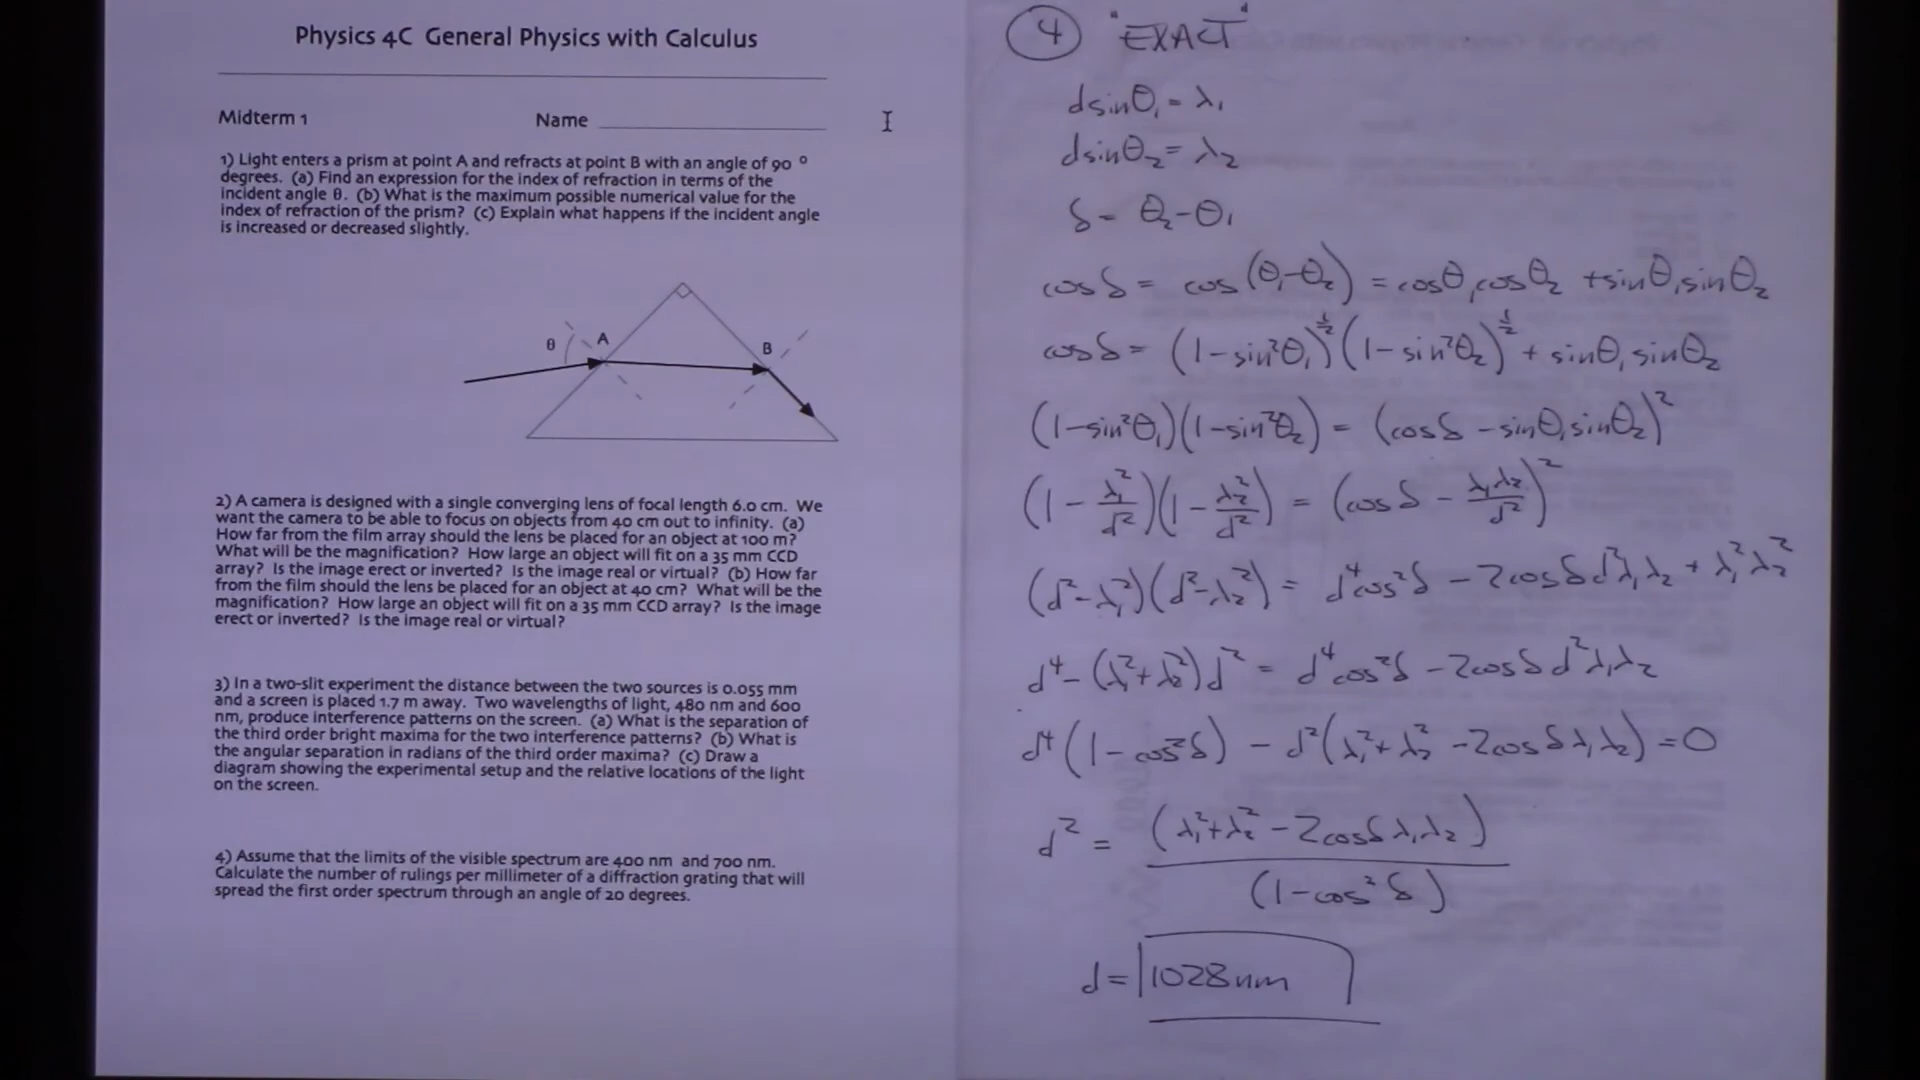 Physics 4C General Physics with Calculus
Midterm 1 Name
1) Light enters a prism at point A and refracts at point B with an angle of 90 °
degrees. (a) Find an expression for the index of refraction in terms of the
incident angle θ. (b) What is the maximum possible numerical value for the
index of refraction of the prism? (c) Explain what happens if the incident angle
is increased or decreased slightly.
θ A B
2) A camera is designed with a single converging lens of focal length 6.0 cm. We
want the camera to be able to focus on objects from 40 cm out to infinity. (a)
How far from the film array should the lens be placed for an object at 100 m?
What will be the magnification? How large an object will fit on a 35 mm CCD
array? Is the image erect or inverted? Is the image real or virtual? (b) How far
from the film should the lens be placed for an object at 40 cm? What will be the
magnification? How large an object will fit on a 35 mm CCD array? Is the image
erect or inverted? Is the image real or virtual?
3) In a two-slit experiment the distance between the two sources is 0.055 mm
and a screen is placed 1.7 m away. Two wavelengths of light, 480 nm and 600
nm, produce interference patterns on the screen. (a) What is the separation of
the third order bright maxima for the two interference patterns? (b) What is
the angular separation in radians of the third order maxima? (c) Draw a
diagram showing the experimental setup and the relative locations of the light
on the screen.
4) Assume that the limits of the visible spectrum are 400 nm and 700 nm.
Calculate the number of rulings per millimeter of a diffraction grating that will
spread the first order spectrum through an angle of 20 degrees.
4 "EXACT"
dsinθ₁ = λ₁
dsinθ₂ = λ₂
δ = θ₂-θ₁
cosδ = cos(θ₁-θ₂) = cosθ₁cosθ₂ + sinθ₁sinθ₂
cosδ = (1-sin²θ₁)^½ (1-sin²θ₂)^½ + sinθ₁ sinθ₂
(1-sin²θ₁)(1-sin²θ₂) = (cosδ - sinθ₁sinθ₂)²
(1 - λ₁²/d²)(1 - λ₂²/d²) = (cosδ - λ₁λ₂/d²)²
(d²-λ₁²)(d²-λ₂²) = d⁴cos²δ - 2cosδd²λ₁λ₂ + λ₁²λ₂²
d⁴-(λ₁²+λ₂²)d² = d⁴cos²δ - 2cosδd²λ₁λ₂
d⁴(1-cos²δ) - d²(λ₁²+λ₂² - 2cosδλ₁λ₂) = 0
d² = (λ₁²+λ₂² - 2cosδλ₁λ₂)
(1-cos²δ)
d = 1028nm